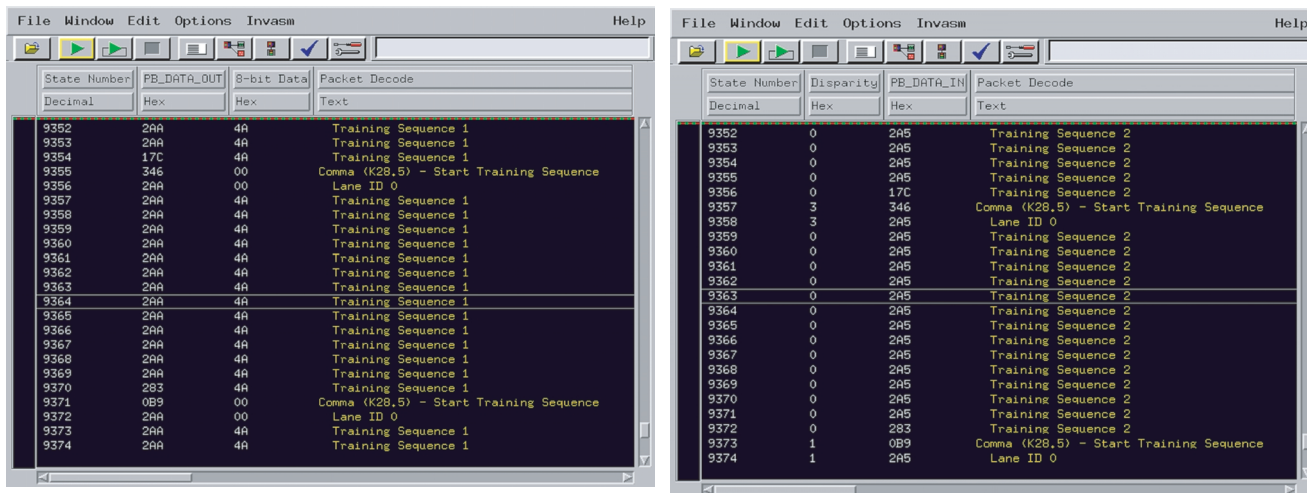 File Window Edit Options Invasm Help
State Number PB_DATA_OUT 8-bit Data Packet Decode
Decimal Hex Hex Text
9352 2AA 4A Training Sequence 1
9353 2AA 4A Training Sequence 1
9354 17C 4A Training Sequence 1
9355 346 00 Comma (K28.5) - Start Training Sequence
9356 2AA 00 Lane ID 0
9357 2AA 4A Training Sequence 1
9358 2AA 4A Training Sequence 1
9359 2AA 4A Training Sequence 1
9360 2AA 4A Training Sequence 1
9361 2AA 4A Training Sequence 1
9362 2AA 4A Training Sequence 1
9363 2AA 4A Training Sequence 1
9364 2AA 4A Training Sequence 1
9365 2AA 4A Training Sequence 1
9366 2AA 4A Training Sequence 1
9367 2AA 4A Training Sequence 1
9368 2AA 4A Training Sequence 1
9369 2AA 4A Training Sequence 1
9370 283 4A Training Sequence 1
9371 0B9 00 Comma (K28.5) - Start Training Sequence
9372 2AA 00 Lane ID 0
9373 2AA 4A Training Sequence 1
9374 2AA 4A Training Sequence 1
File Window Edit Options Invasm Help
State Number Disparity PB_DATA_IN Packet Decode
Decimal Hex Hex Text
9352 0 2A5 Training Sequence 2
9353 0 2A5 Training Sequence 2
9354 0 2A5 Training Sequence 2
9355 0 2A5 Training Sequence 2
9356 0 17C Training Sequence 2
9357 3 346 Comma (K28.5) - Start Training Sequence
9358 3 2A5 Lane ID 0
9359 0 2A5 Training Sequence 2
9360 0 2A5 Training Sequence 2
9361 0 2A5 Training Sequence 2
9362 0 2A5 Training Sequence 2
9363 0 2A5 Training Sequence 2
9364 0 2A5 Training Sequence 2
9365 0 2A5 Training Sequence 2
9366 0 2A5 Training Sequence 2
9367 0 2A5 Training Sequence 2
9368 0 2A5 Training Sequence 2
9369 0 2A5 Training Sequence 2
9370 0 2A5 Training Sequence 2
9371 0 2A5 Training Sequence 2
9372 0 283 Training Sequence 2
9373 1 0B9 Comma (K28.5) - Start Training Sequence
9374 1 2A5 Lane ID 0